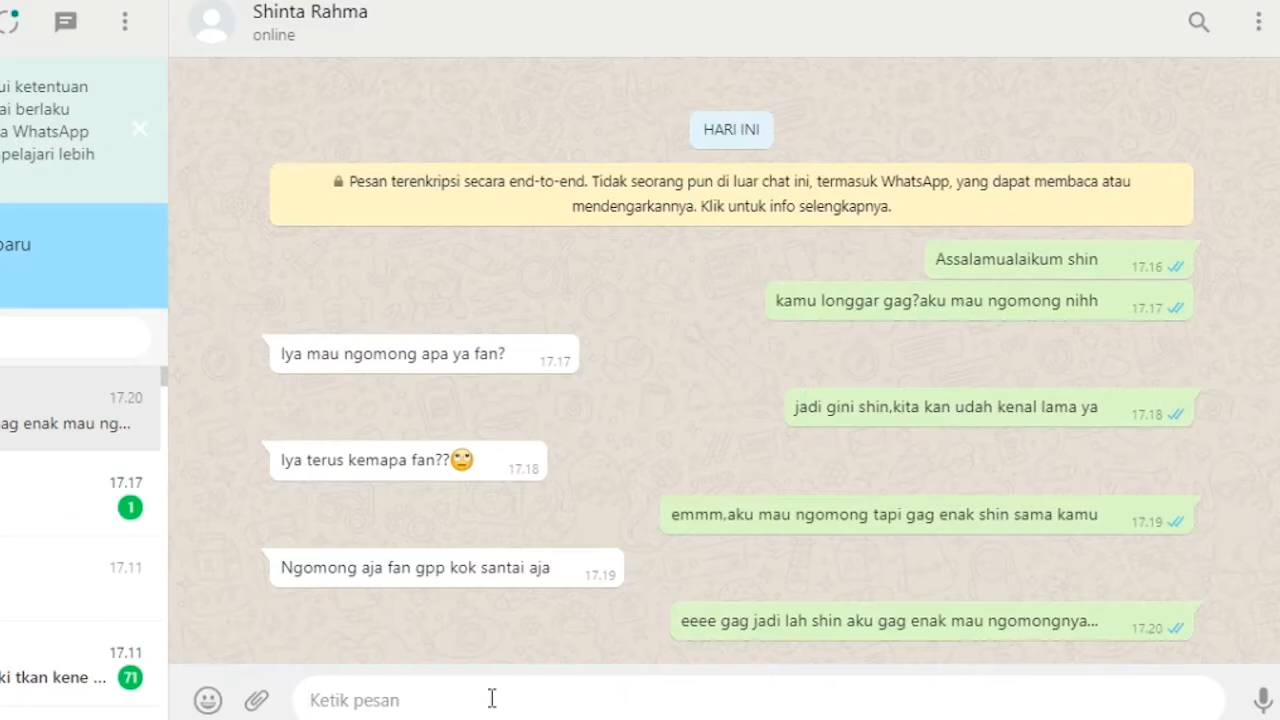 Shinta Rahma
online
ui ketentuan
ai berlaku
a WhatsApp
pelajari lebih
baru
17.20
ag enak mau ng...
17.17
1
17.11
17.11
ki tkan kene ...
71
HARI INI
Pesan terenkripsi secara end-to-end. Tidak seorang pun di luar chat ini, termasuk WhatsApp, yang dapat membaca atau
mendengarkannya. Klik untuk info selengkapnya.
Assalamualaikum shin 17.16
kamu longgar gag?aku mau ngomong nihh 17.17
Iya mau ngomong apa ya fan? 17.17
jadi gini shin,kita kan udah kenal lama ya 17.18
Iya terus kemapa fan??🙄 17.18
emmm,aku mau ngomong tapi gag enak shin sama kamu 17.19
Ngomong aja fan gpp kok santai aja 17.19
eeee gag jadi lah shin aku gag enak mau ngomongnya... 17.20
Ketik pesan